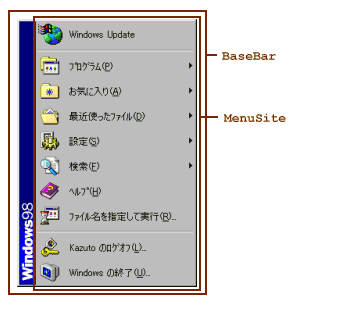 Windows Update
ﾌﾟﾛｸﾞﾗﾑ(P)
お気に入り(A)
最近使ったﾌｧｲﾙ(D)
設定(S)
検索(F)
ﾍﾙﾌﾟ(H)
ﾌｧｲﾙ名を指定して実行(R)...
Kazuto のﾛｸﾞｵﾌ(L)...
Windows の終了(U)...
Windows98
BaseBar
MenuSite